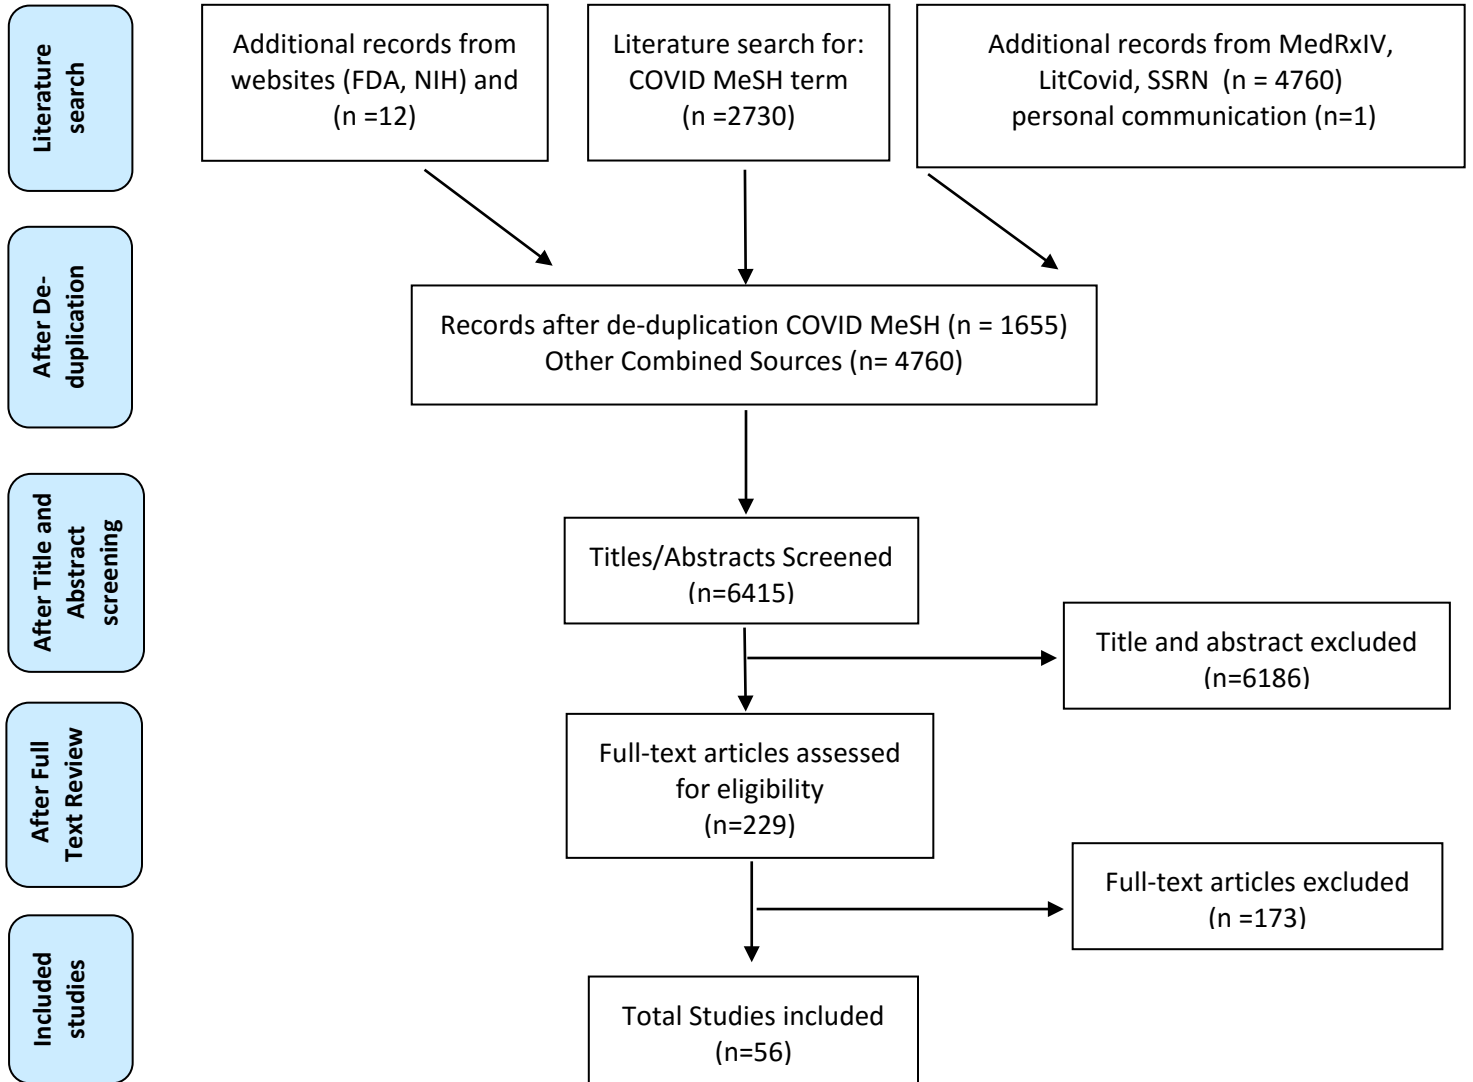 Literature
search
Additional records from
websites (FDA, NIH) and
(n =12)
Literature search for:
COVID MeSH term
(n =2730)
Additional records from MedRxIV,
LitCovid, SSRN  (n = 4760)
personal communication (n=1)
After De-
duplication
Records after de-duplication COVID MeSH (n = 1655)
Other Combined Sources (n= 4760)
After Title and
Abstract
screening
Titles/Abstracts Screened
(n=6415)
Title and abstract excluded
(n=6186)
After Full
Text Review
Full-text articles assessed
for eligibility
(n=229)
Full-text articles excluded
(n =173)
Included
studies
Total Studies included
(n=56)